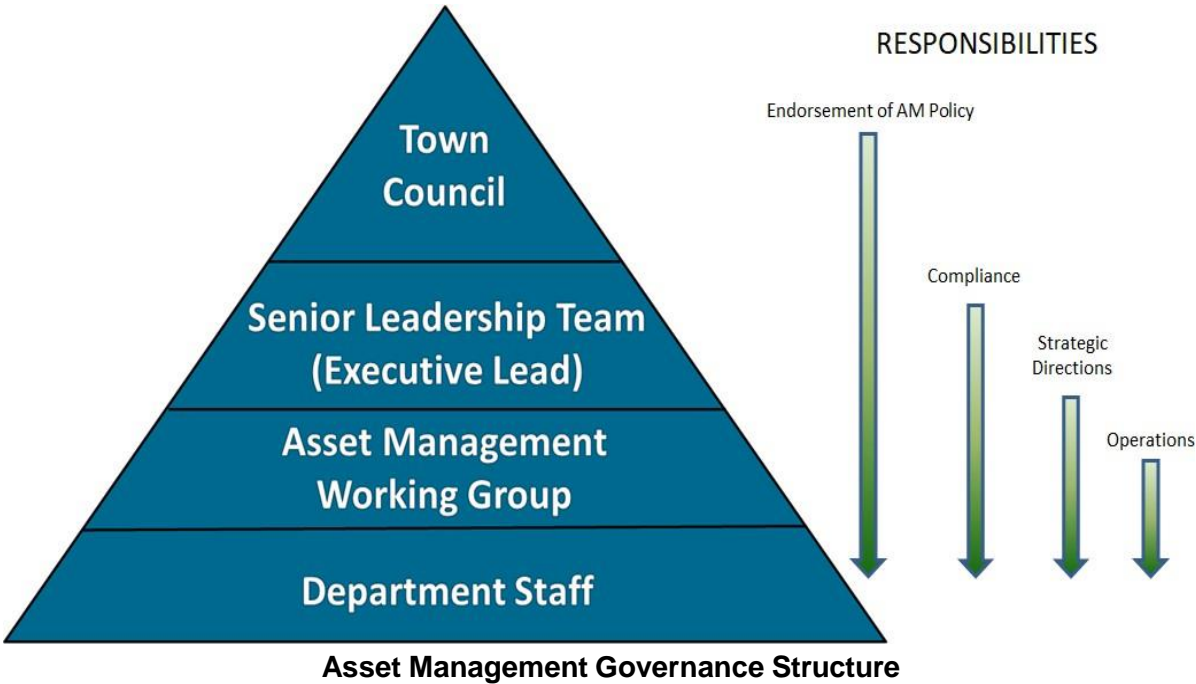 RESPONSIBILITIES
Endorsement of AM Policy
Town
Council
Compliance
Senior Leadership Team
(Executive Lead)
Strategic
Directions
Asset Management
Working Group
Operations
Department Staff
Asset Management Governance Structure